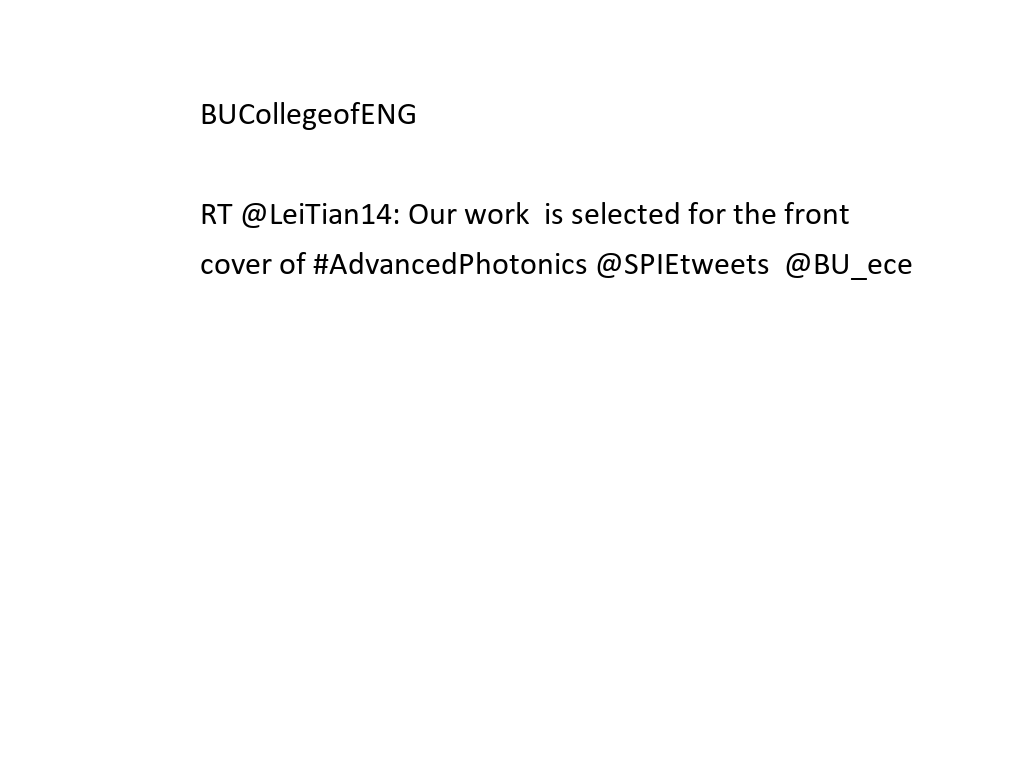 BUCollegeofENG
RT @LeiTian14: Our work  is selected for the front
cover of #AdvancedPhotonics @SPIEtweets  @BU_ece